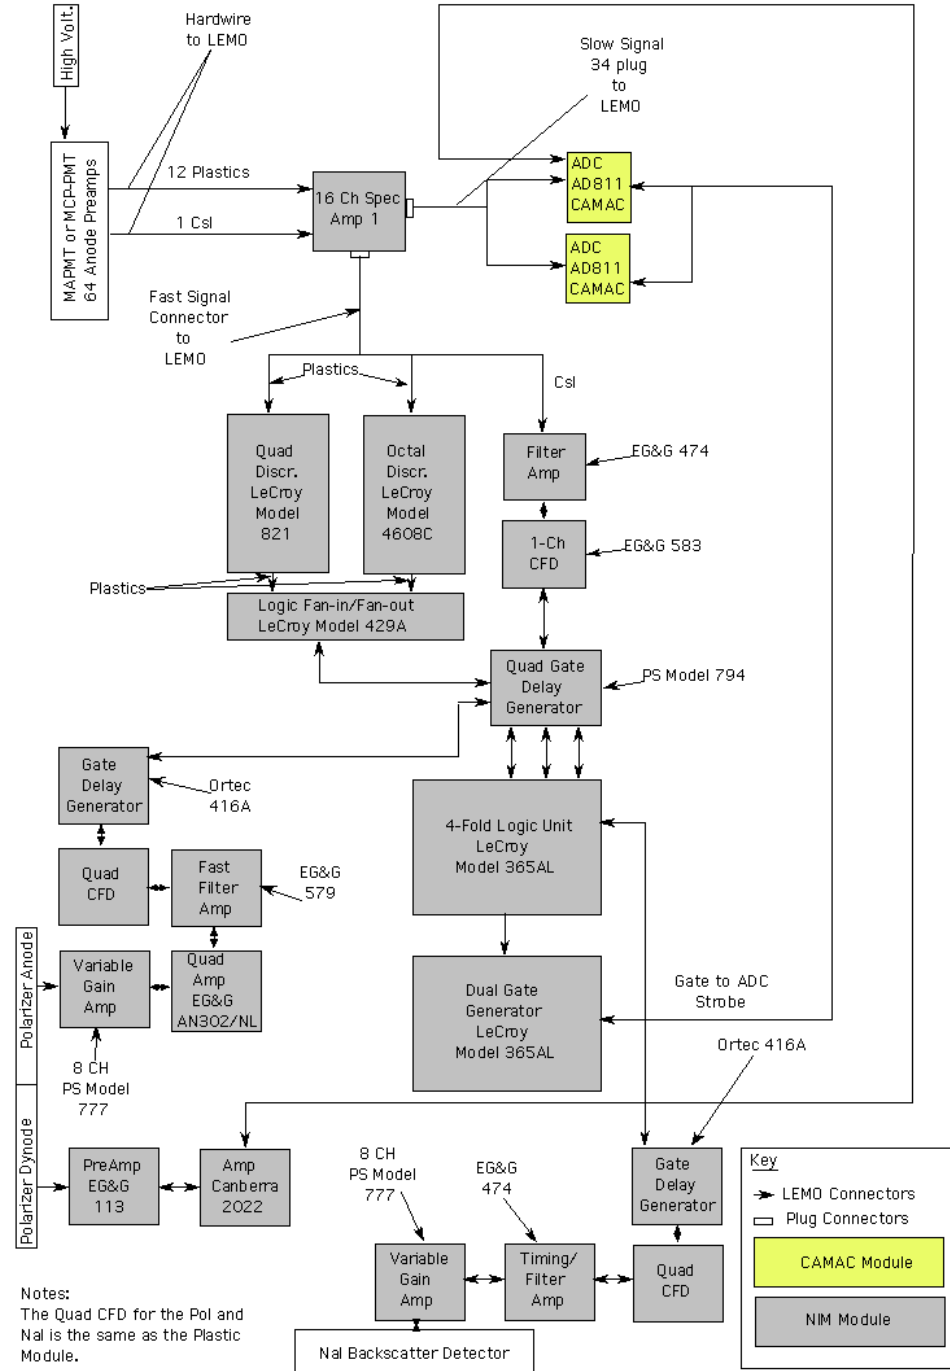 High Volt.
Hardwire
to LEMO
Slow Signal
34 plug
to
LEMO
MAPMT or MCP-PMT
64 Anode Preamps
12 Plastics
1 CsI
16 Ch Spec
Amp 1
ADC
AD811
CAMAC
ADC
AD811
CAMAC
Fast Signal
Connector
to
LEMO
Plastics
CsI
Quad
Discr.
LeCroy
Model
821
Octal
Discr.
LeCroy
Model
4608C
Filter
Amp
EG&G 474
1-Ch
CFD
EG&G 583
Plastics
Logic Fan-in/Fan-out
LeCroy Model 429A
Quad Gate
Delay
Generator
PS Model 794
Gate
Delay
Generator
Ortec
416A
4-Fold Logic Unit
LeCroy
Model 365AL
Quad
CFD
Fast
Filter
Amp
EG&G
579
Polarizer Anode
Variable
Gain
Amp
Quad
Amp
EG&G
AN302/NL
Dual Gate
Generator
LeCroy
Model 365AL
Gate to ADC
Strobe
8 CH
PS Model
777
Ortec 416A
Polarizer Dynode
PreAmp
EG&G
113
Amp
Canberra
2022
8 CH
PS Model
777
EG&G
474
Gate
Delay
Generator
Variable
Gain
Amp
Timing/
Filter
Amp
Quad
CFD
NaI Backscatter Detector
Key
LEMO Connectors
Plug Connectors
CAMAC Module
NIM Module
Notes:
The Quad CFD for the Pol and
NaI is the same as the Plastic
Module.